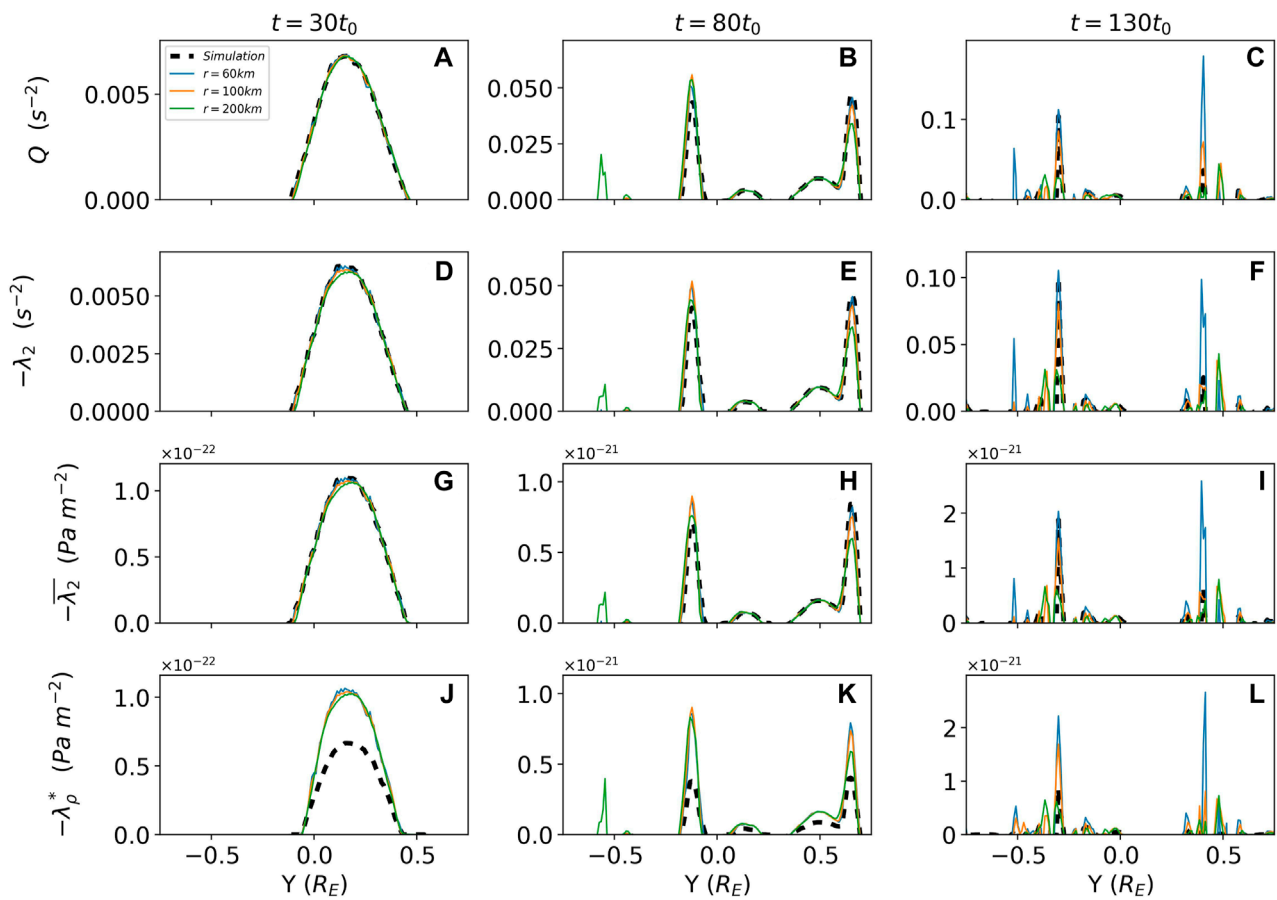 t = 30t₀ t = 80t₀ t = 130t₀
A B C
Simulation
r = 60km
r = 100km
r = 200km
Q (s⁻²)
0.005
0.000
0.050
0.025
0.000
0.1
0.0
D E F
−λ₂ (s⁻²)
0.0050
0.0025
0.0000
0.050
0.025
0.000
0.10
0.05
0.00
×10⁻²² ×10⁻²¹ ×10⁻²¹
G H I
−λ̅₂ (Pa m⁻²)
1.0
0.5
0.0
1.0
0.5
0.0
2
1
0
×10⁻²² ×10⁻²¹ ×10⁻²¹
J K L
−λρ* (Pa m⁻²)
1.0
0.5
0.0
1.0
0.5
0.0
2
1
0
−0.5 0.0 0.5 −0.5 0.0 0.5 −0.5 0.0 0.5
Y (R_E) Y (R_E) Y (R_E)